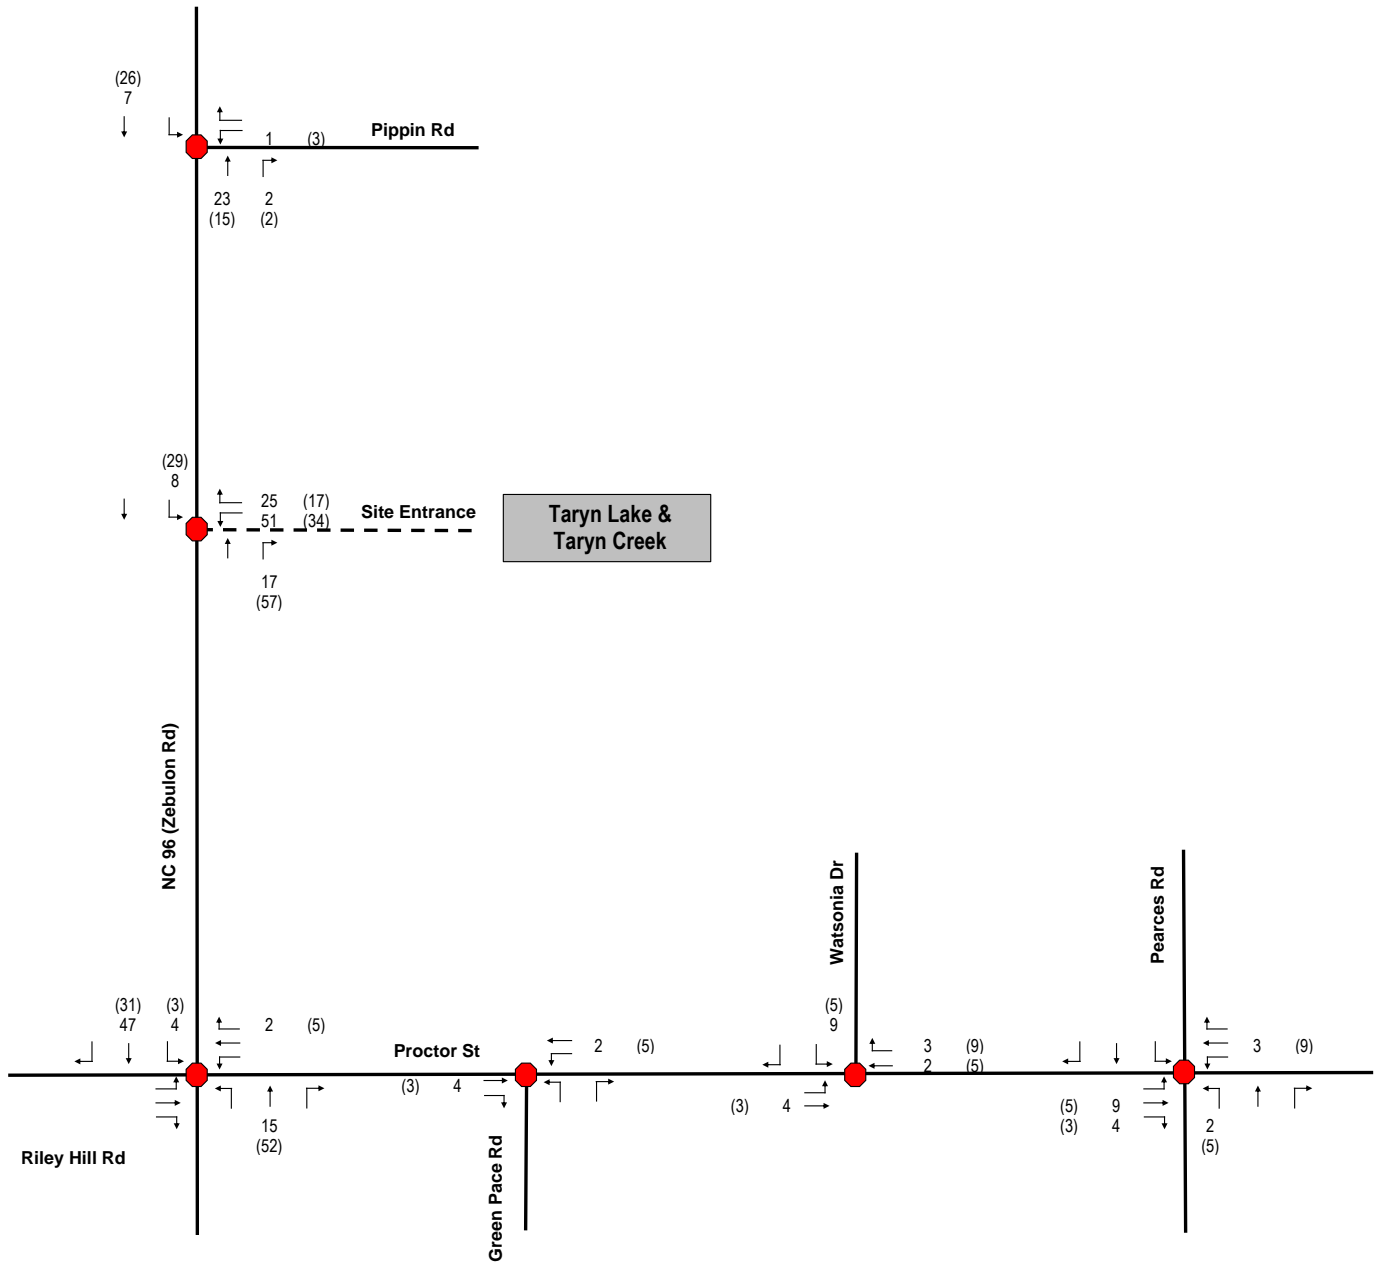 (26)
7
Pippin Rd
1 (3)
23 2
(15) (2)
(29)
8
25 (17)
Site Entrance
51 (34)
Taryn Lake &
Taryn Creek
17
(57)
NC 96 (Zebulon Rd)
Watsonia Dr
Pearces Rd
(31) (3)
47 4
2 (5)
Proctor St
(3) 4
2 (5)
(5)
9
3 (9)
2 (5)
(3) 4
3 (9)
(5) 9
(3) 4
2
(5)
15
(52)
Riley Hill Rd
Green Pace Rd